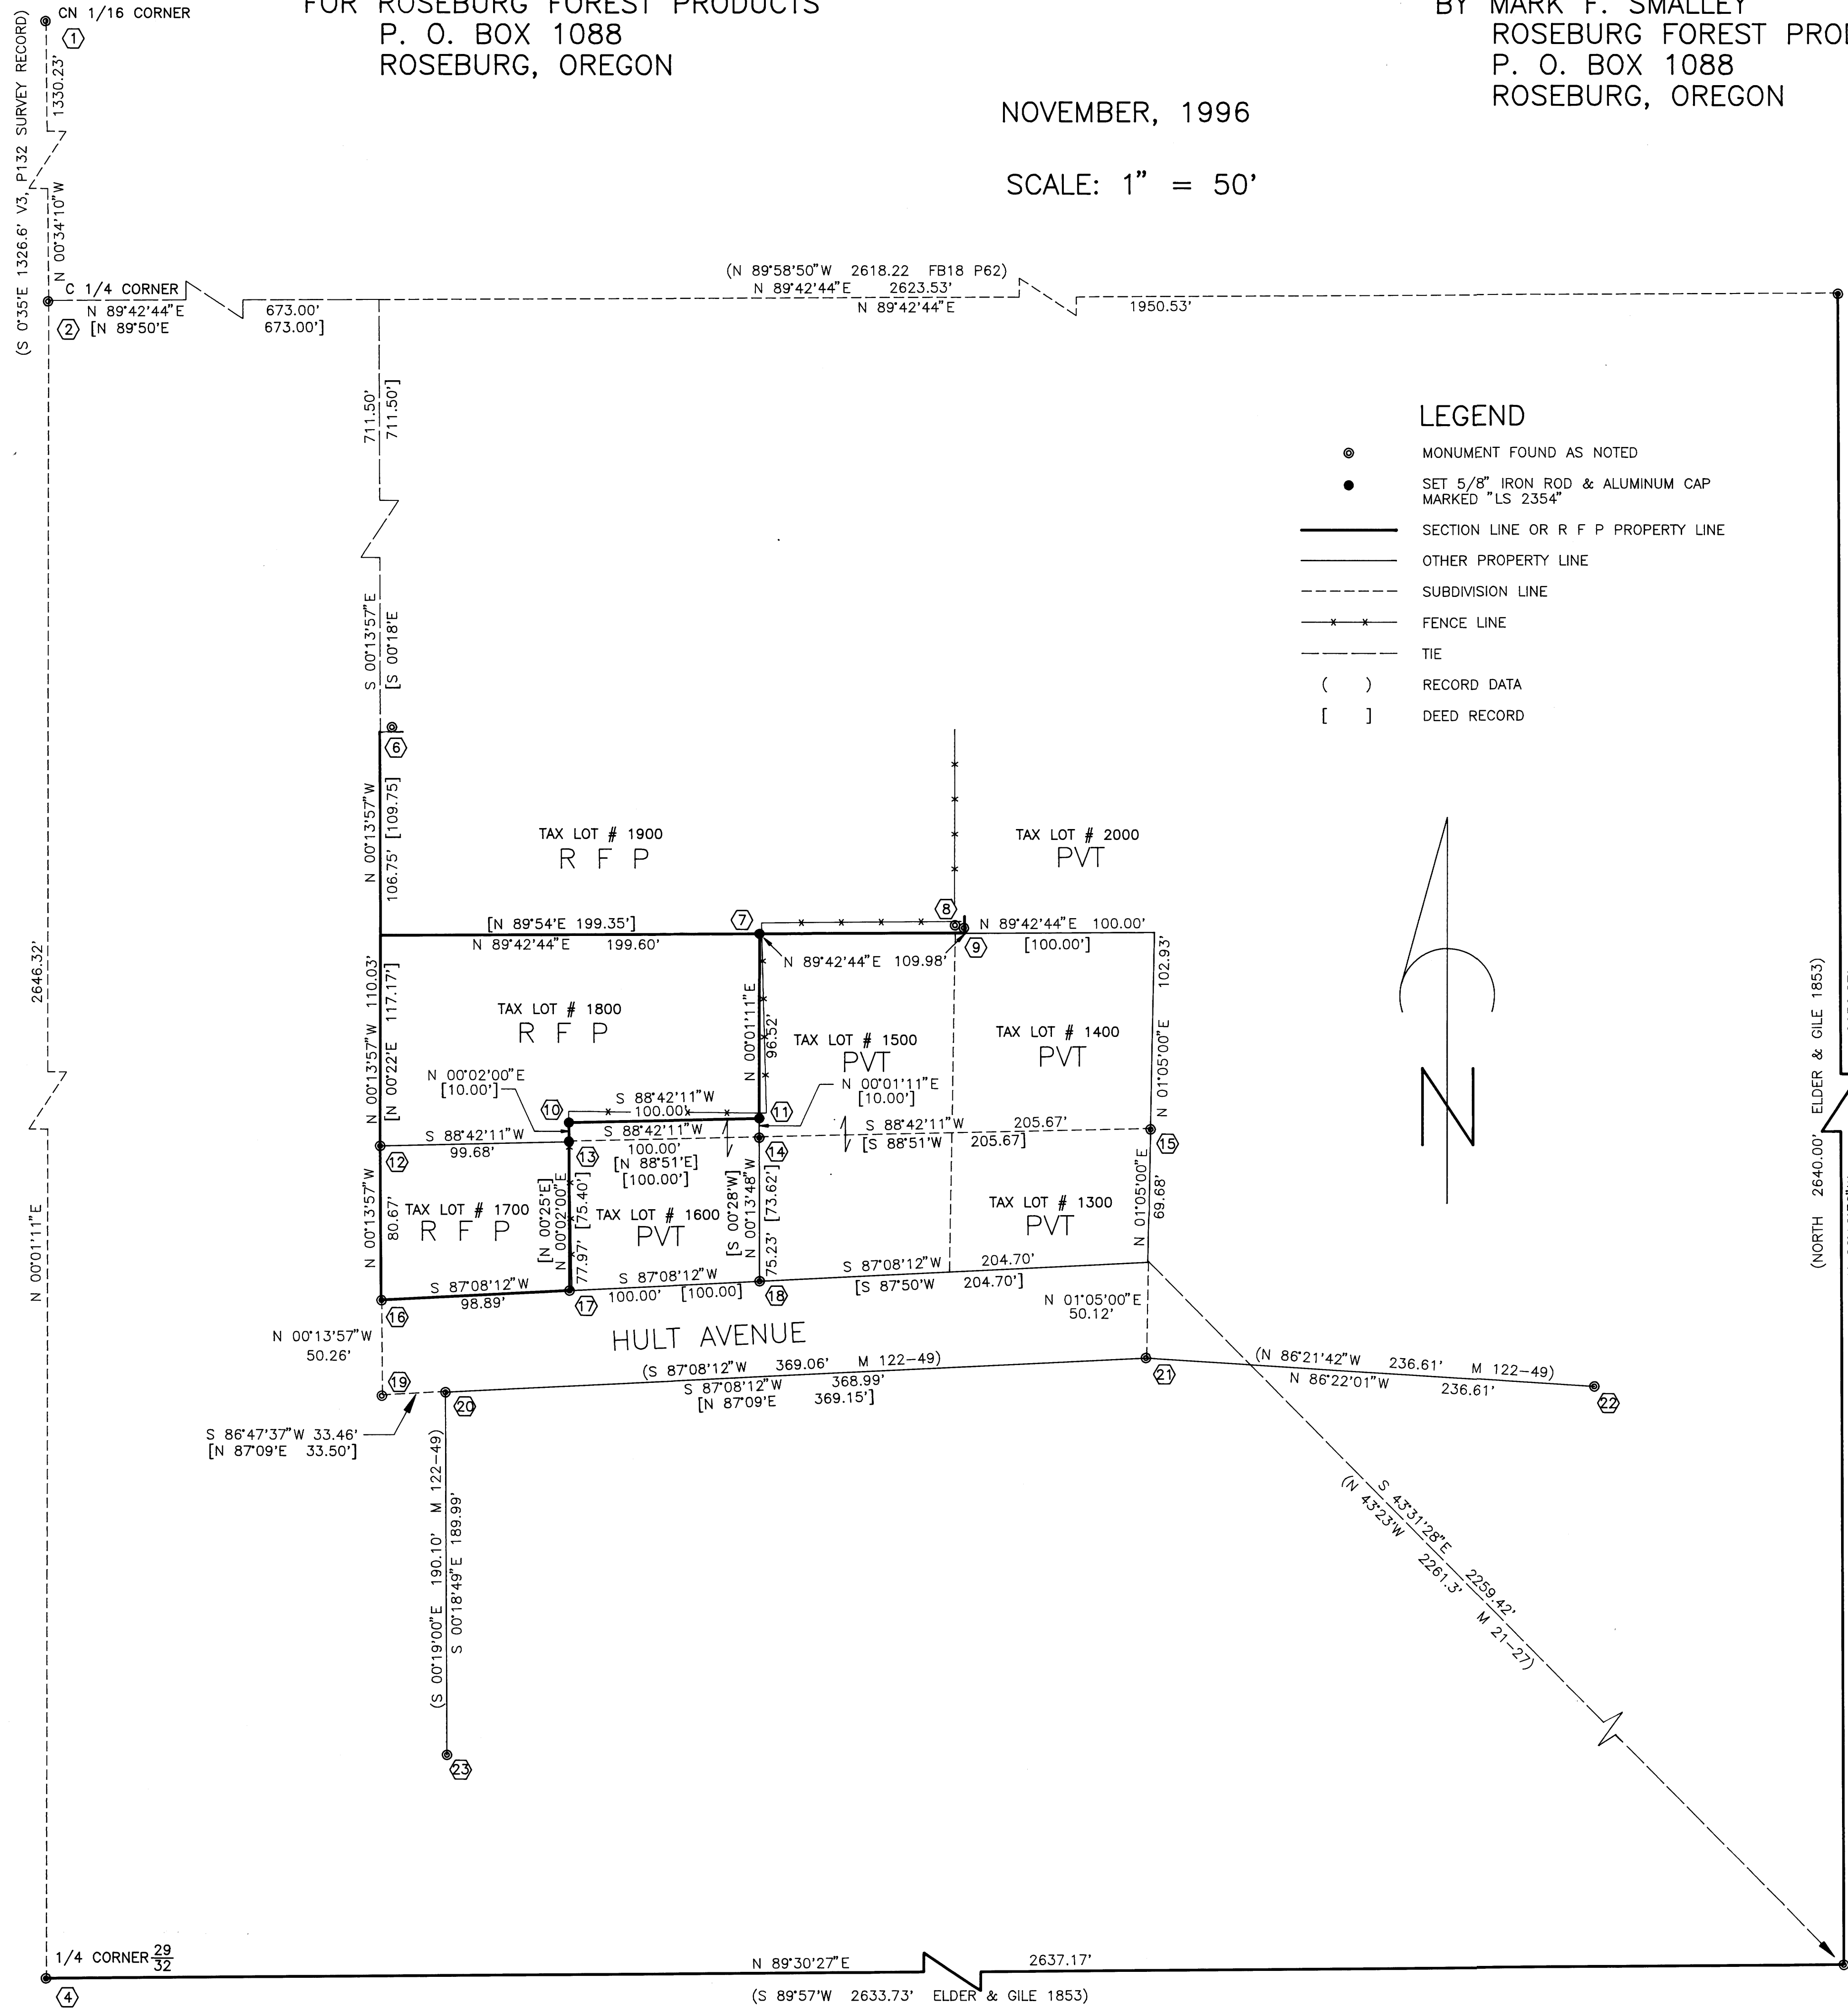 FOR ROSEBURG FOREST PRODUCTS
P. O. BOX 1088
ROSEBURG, OREGON
BY MARK F. SMALLEY
ROSEBURG FOREST
P. O. BOX 1088
ROSEBURG, OREGON
NOVEMBER, 1996
SCALE: 1" = 50'
CN 1/16 CORNER
1
1330.23'
(S 0°35'E 1326.6' V3, P132 SURVEY RECORD)
N 00°34'10"W
C 1/4 CORNER
2
N 89°42'44"E 673.00'
[N 89°50'E 673.00']
(N 89°58'50"W 2618.22 FB18 P62)
N 89°42'44"E 2623.53'
N 89°42'44"E 1950.53'
711.50'
711.50']
S 00°13'57"E
[S 00°18'E
LEGEND
MONUMENT FOUND AS NOTED
SET 5/8" IRON ROD & ALUMINUM CAP
MARKED "LS 2354"
SECTION LINE OR R F P PROPERTY LINE
OTHER PROPERTY LINE
SUBDIVISION LINE
FENCE LINE
TIE
( ) RECORD DATA
[ ] DEED RECORD
6
N 00°13'57"W
106.75' [109.75]
TAX LOT # 1900
R F P
TAX LOT # 2000
PVT
[N 89°54'E 199.35']
N 89°42'44"E 199.60'
7
8
9
N 89°42'44"E 100.00'
[100.00']
N 89°42'44"E 109.98'
102.93'
N 01°05'00"E
2646.32'
N 00°01'11"E
N 00°13'57"W 110.03'
[N 00°22'E 117.17']
TAX LOT # 1800
R F P
N 00°01'11"E
96.52'
TAX LOT # 1500
PVT
TAX LOT # 1400
PVT
N 00°02'00"E
[10.00']
N 00°01'11"E
[10.00']
10
S 88°42'11"W
100.00'
11
S 88°42'11"W 205.67'
[S 88°51'W 205.67]
12
S 88°42'11"W
99.68'
13
S 88°42'11"W
100.00'
[N 88°51'E]
[100.00']
14
15
N 00°13'57"W
80.67'
TAX LOT # 1700
R F P
[N 00°25'E]
N 00°02'00"E
77.97' [75.40']
TAX LOT # 1600
PVT
[S 00°28'W]
N 00°13'48"W
75.23' [73.62']
TAX LOT # 1300
PVT
N 01°05'00"E
69.68'
S 87°08'12"W
98.89'
16
17
S 87°08'12"W
100.00' [100.00]
18
S 87°08'12"W 204.70'
[S 87°50'W 204.70']
N 01°05'00"E
50.12'
N 00°13'57"W
50.26'
HULT AVENUE
19
20
(S 87°08'12"W 369.06' M 122-49)
S 87°08'12"W 368.99'
[N 87°09'E 369.15']
21
(N 86°21'42"W 236.61' M 122-49)
N 86°22'01"W 236.61'
22
S 86°47'37"W 33.46'
[N 87°09'E 33.50']
(S 00°19'00"E 190.10' M 122-49)
S 00°18'49"E 189.99'
23
S 43°31'28"E 2259.42'
(N 43°23'W 2261.3' M 21-27)
(NORTH 2640.00' ELDER & GILE 1853)
N
1/4 CORNER 29
32
4
N 89°30'27"E 2637.17'
(S 89°57'W 2633.73' ELDER & GILE 1853)